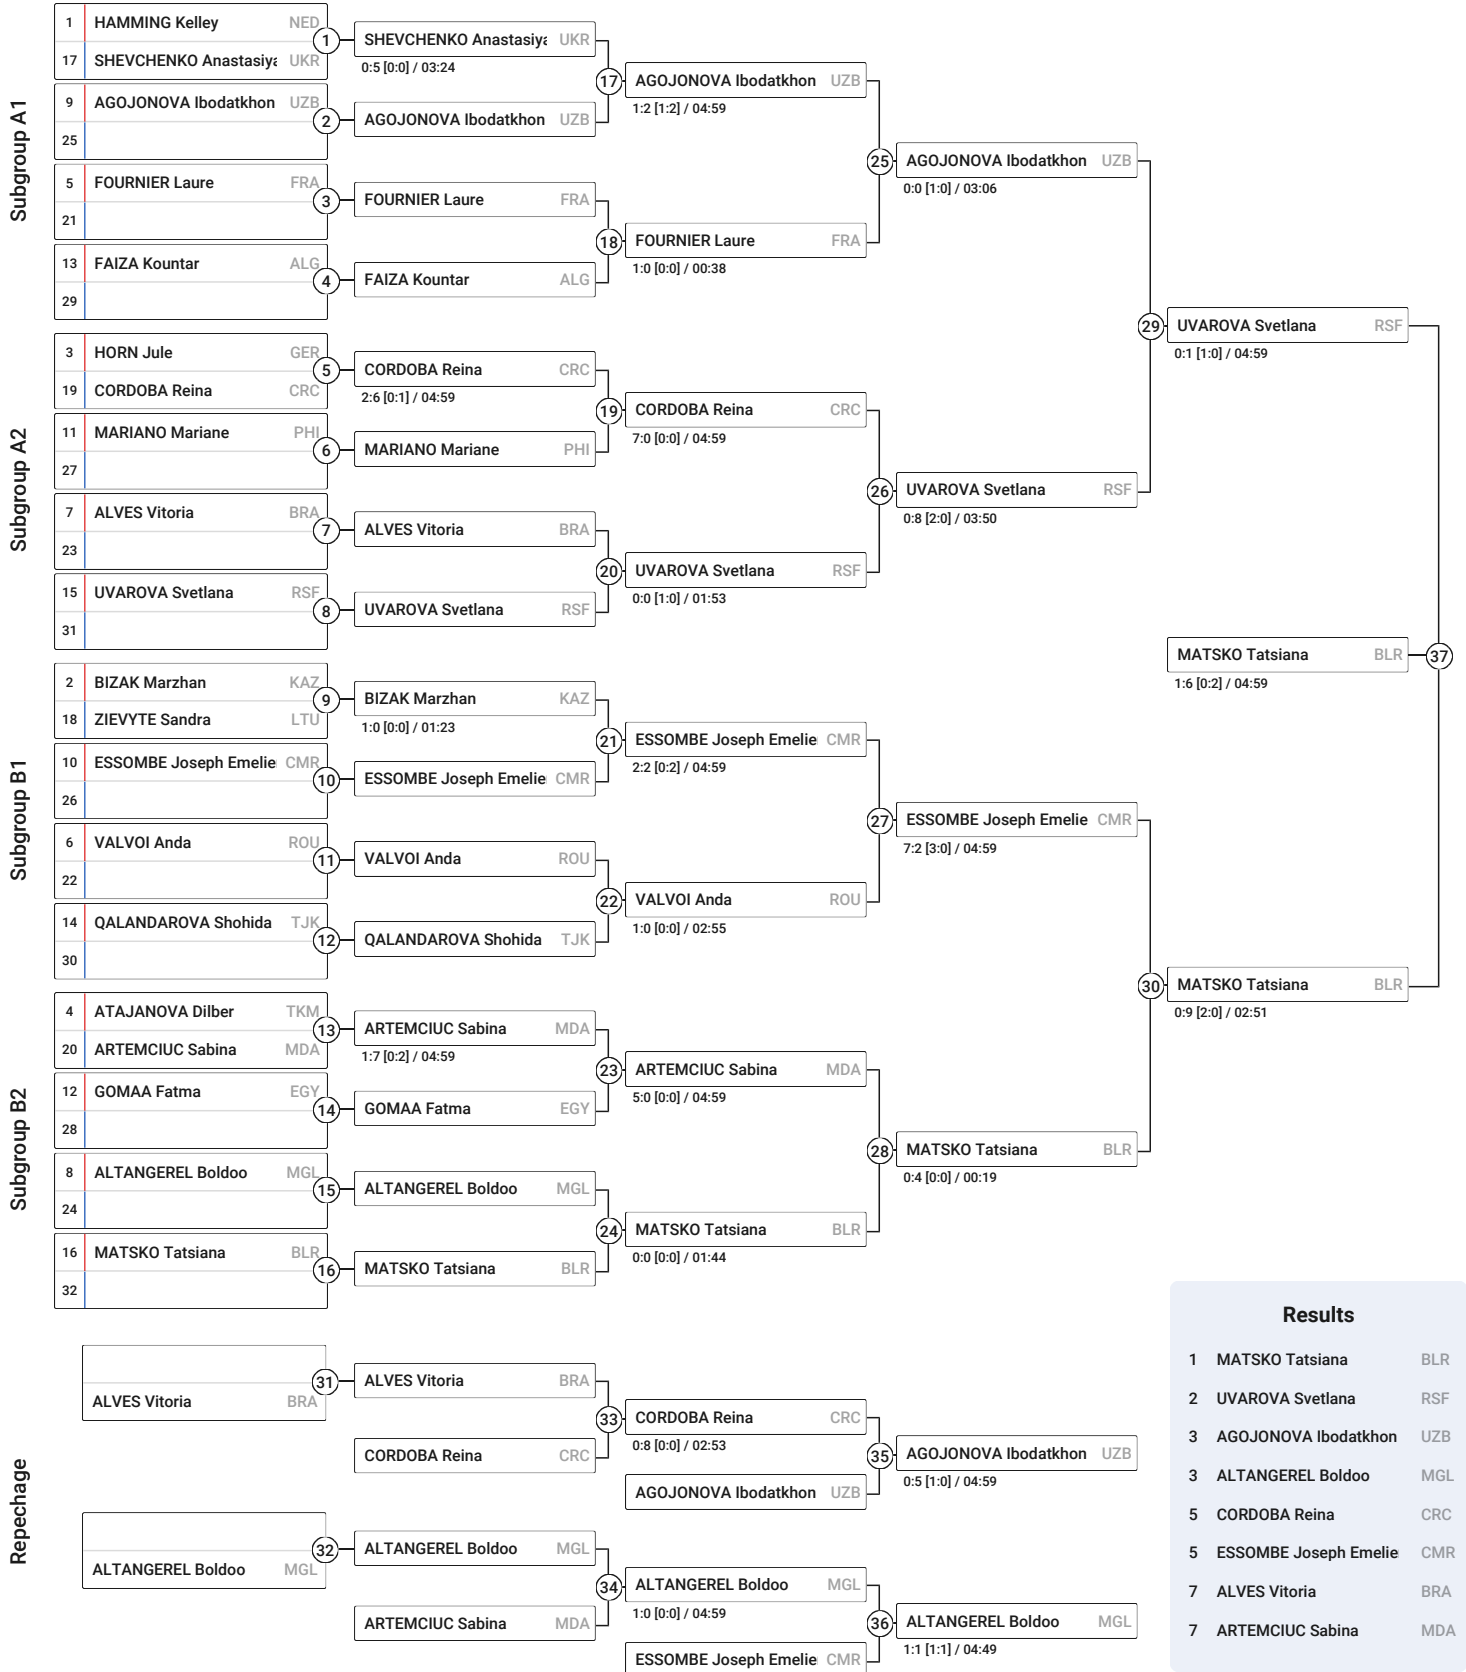 Subgroup A1
1 HAMMING Kelley NED
17 SHEVCHENKO Anastasiya UKR
1
SHEVCHENKO Anastasiya UKR
0:5 [0:0] / 03:24
9 AGOJONOVA Ibodatkhon UZB
25
2
AGOJONOVA Ibodatkhon UZB
17
AGOJONOVA Ibodatkhon UZB
1:2 [1:2] / 04:59
5 FOURNIER Laure FRA
21
3
FOURNIER Laure FRA
13 FAIZA Kountar ALG
29
4
FAIZA Kountar ALG
18
FOURNIER Laure FRA
1:0 [0:0] / 00:38
25
AGOJONOVA Ibodatkhon UZB
0:0 [1:0] / 03:06
Subgroup A2
3 HORN Jule GER
19 CORDOBA Reina CRC
5
CORDOBA Reina CRC
2:6 [0:1] / 04:59
11 MARIANO Mariane PHI
27
6
MARIANO Mariane PHI
19
CORDOBA Reina CRC
7:0 [0:0] / 04:59
7 ALVES Vitoria BRA
23
7
ALVES Vitoria BRA
15 UVAROVA Svetlana RSF
31
8
UVAROVA Svetlana RSF
20
UVAROVA Svetlana RSF
0:0 [1:0] / 01:53
26
UVAROVA Svetlana RSF
0:8 [2:0] / 03:50
29
UVAROVA Svetlana RSF
0:1 [1:0] / 04:59
Subgroup B1
2 BIZAK Marzhan KAZ
18 ZIEVYTE Sandra LTU
9
BIZAK Marzhan KAZ
1:0 [0:0] / 01:23
10 ESSOMBE Joseph Emelie CMR
26
10
ESSOMBE Joseph Emelie CMR
21
ESSOMBE Joseph Emelie CMR
2:2 [0:2] / 04:59
6 VALVOI Anda ROU
22
11
VALVOI Anda ROU
14 QALANDAROVA Shohida TJK
30
12
QALANDAROVA Shohida TJK
22
VALVOI Anda ROU
1:0 [0:0] / 02:55
27
ESSOMBE Joseph Emelie CMR
7:2 [3:0] / 04:59
Subgroup B2
4 ATAJANOVA Dilber TKM
20 ARTEMCIUC Sabina MDA
13
ARTEMCIUC Sabina MDA
1:7 [0:2] / 04:59
12 GOMAA Fatma EGY
28
14
GOMAA Fatma EGY
23
ARTEMCIUC Sabina MDA
5:0 [0:0] / 04:59
8 ALTANGEREL Boldoo MGL
24
15
ALTANGEREL Boldoo MGL
16 MATSKO Tatsiana BLR
32
16
MATSKO Tatsiana BLR
24
MATSKO Tatsiana BLR
0:0 [0:0] / 01:44
28
MATSKO Tatsiana BLR
0:4 [0:0] / 00:19
30
MATSKO Tatsiana BLR
0:9 [2:0] / 02:51
MATSKO Tatsiana BLR
37
1:6 [0:2] / 04:59
Repechage
ALVES Vitoria BRA
31
ALVES Vitoria BRA
CORDOBA Reina CRC
33
CORDOBA Reina CRC
0:8 [0:0] / 02:53
AGOJONOVA Ibodatkhon UZB
35
AGOJONOVA Ibodatkhon UZB
0:5 [1:0] / 04:59
ALTANGEREL Boldoo MGL
32
ALTANGEREL Boldoo MGL
ARTEMCIUC Sabina MDA
34
ALTANGEREL Boldoo MGL
1:0 [0:0] / 04:59
ESSOMBE Joseph Emelie CMR
36
ALTANGEREL Boldoo MGL
1:1 [1:1] / 04:49
Results
1 MATSKO Tatsiana BLR
2 UVAROVA Svetlana RSF
3 AGOJONOVA Ibodatkhon UZB
3 ALTANGEREL Boldoo MGL
5 CORDOBA Reina CRC
5 ESSOMBE Joseph Emelie CMR
7 ALVES Vitoria BRA
7 ARTEMCIUC Sabina MDA